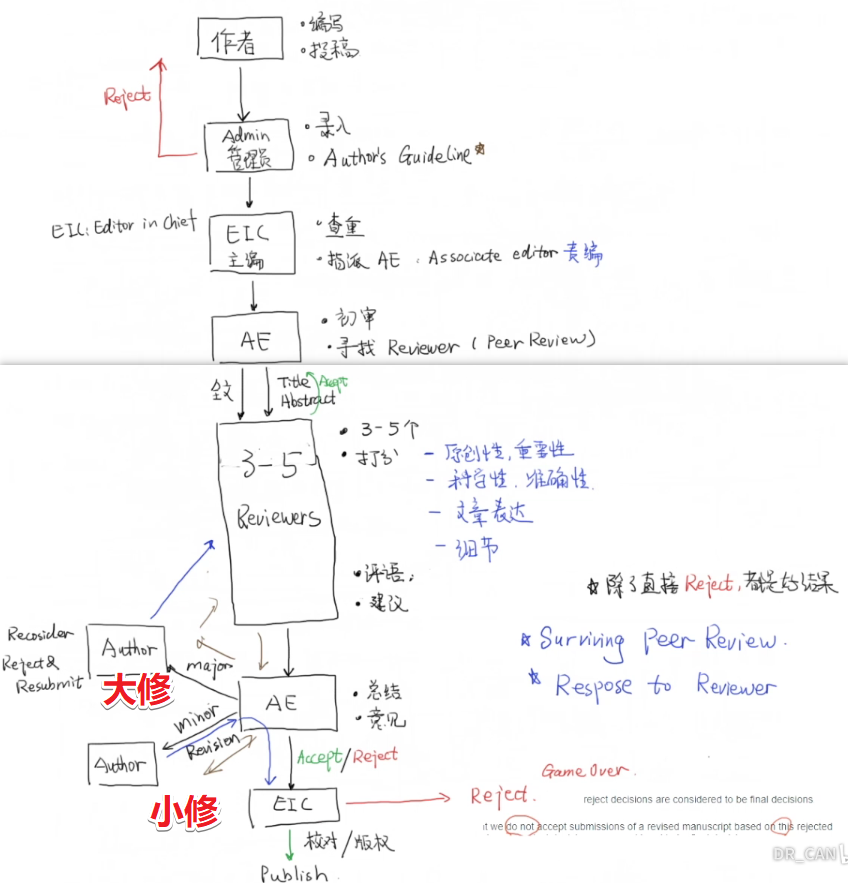 作者
• 编写
• 投稿
Reject
Admin
管理员
• 录入
• Author's Guideline
EIC: Editor in Chief
EIC
主编
• 查重
• 指派 AE . Associate editor 责编
AE
• 初审
• 寻找 Reviewer ( Peer Review )
全文
Title
Abstract
Accept
3-5
Reviewers
• 3-5个
• 打分
- 原创性,重要性
- 科学性. 准确性.
- 文章表达
- 细节
• 评语;
• 建议
☆ 除了直接 Reject, 都是好结果
☆ Surviving Peer Review.
☆ Respose to Reviewer
Recosider
Reject &
Resubmit
Author
大修
major
AE
• 总结
• 意见
minor
Revision
Author
小修
Accept/Reject
EIC
Reject.
Game Over.
reject decisions are considered to be final decisions
t we do not accept submissions of a revised manuscript based on this rejected
校对/版权
Publish.
DR_CAN